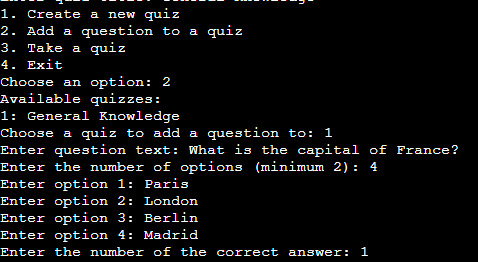 1. Create a new quiz
2. Add a question to a quiz
3. Take a quiz
4. Exit
Choose an option: 2
Available quizzes:
1: General Knowledge
Choose a quiz to add a question to: 1
Enter question text: What is the capital of France?
Enter the number of options (minimum 2): 4
Enter option 1: Paris
Enter option 2: London
Enter option 3: Berlin
Enter option 4: Madrid
Enter the number of the correct answer: 1